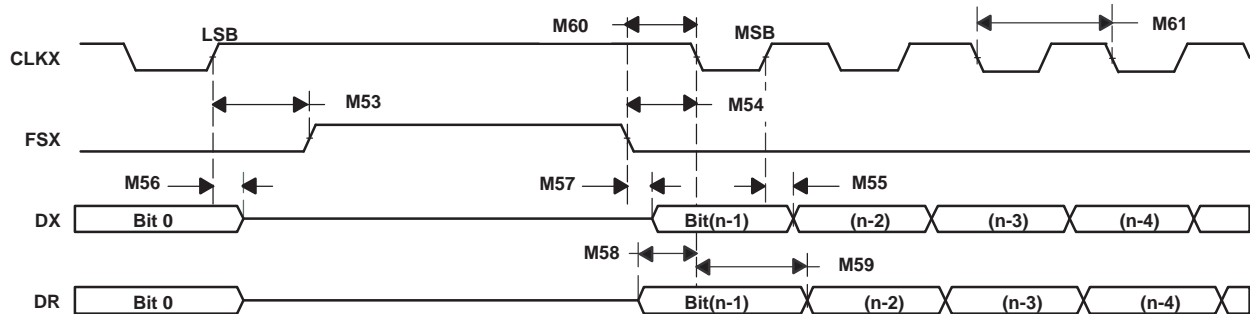 M60
M61
LSB
MSB
CLKX
M53
M54
FSX
M56
M57
M55
DX
Bit 0
Bit(n-1)
(n-2)
(n-3)
(n-4)
M58
M59
DR
Bit 0
Bit(n-1)
(n-2)
(n-3)
(n-4)